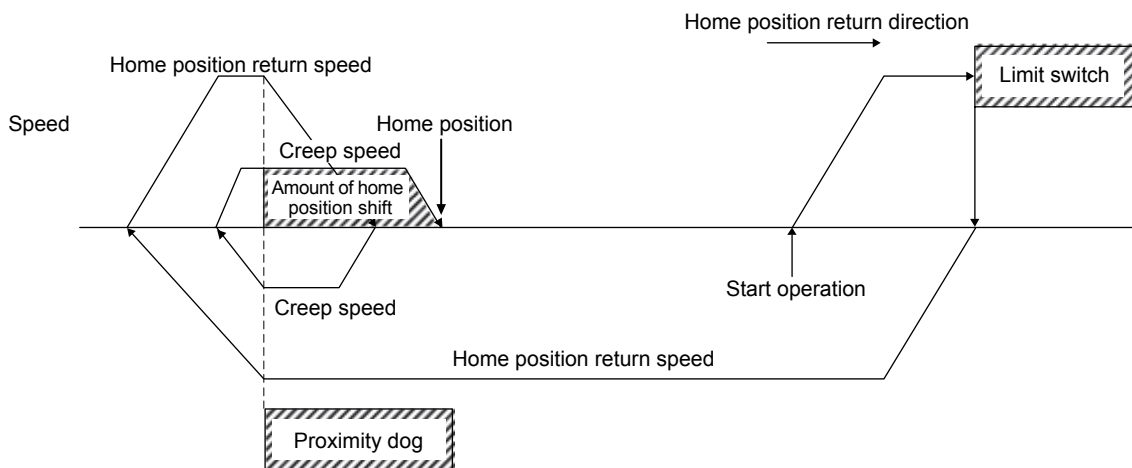 Home position return direction
Home position return speed
Limit switch
Speed
Home position
Creep speed
Amount of home
position shift
Start operation
Creep speed
Home position return speed
Proximity dog